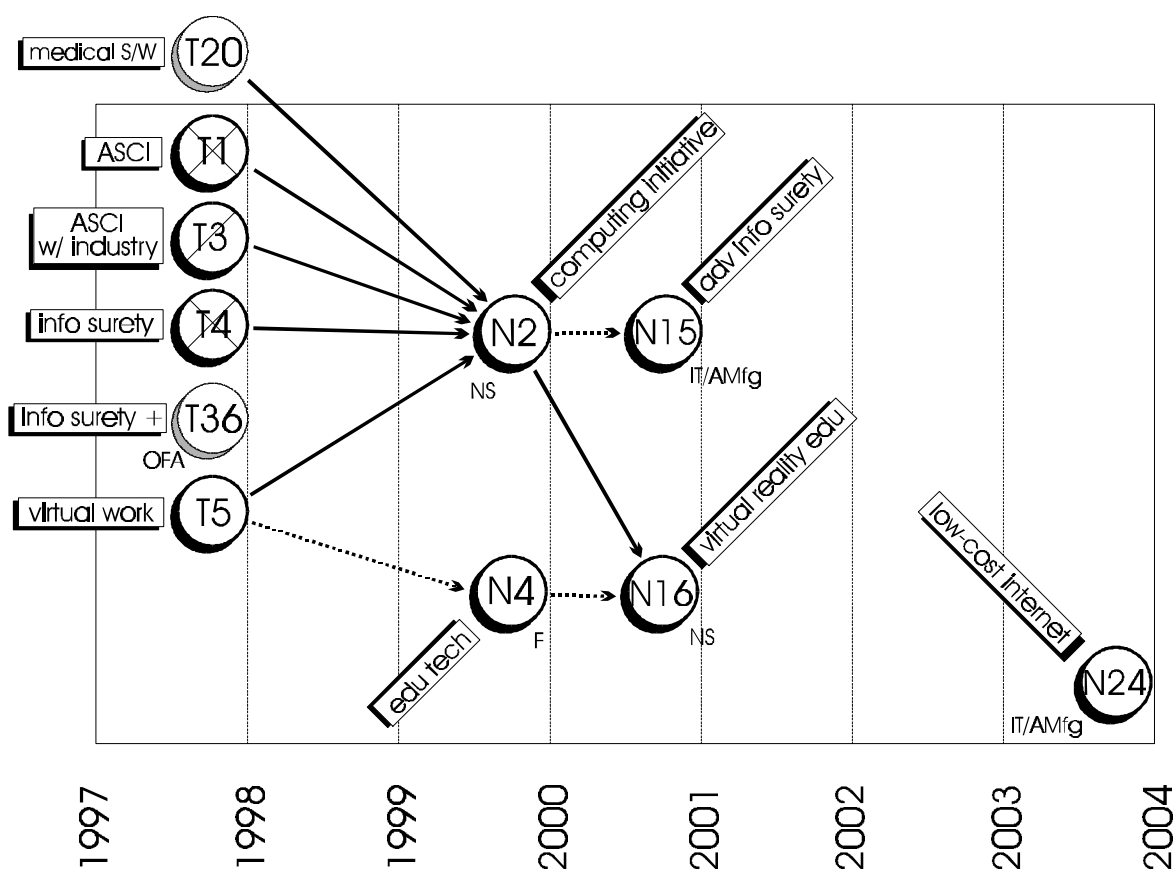 medical S/W
T20
ASCI
T1
ASCI
w/ industry
T3
info surety
T4
Info surety +
T36
OFA
virtual work
T5
N2
NS
computing initiative
N15
IT/AMfg
adv info surety
N4
F
edu tech
N16
NS
virtual reality edu
low-cost internet
N24
IT/AMfg
1997
1998
1999
2000
2001
2002
2003
2004